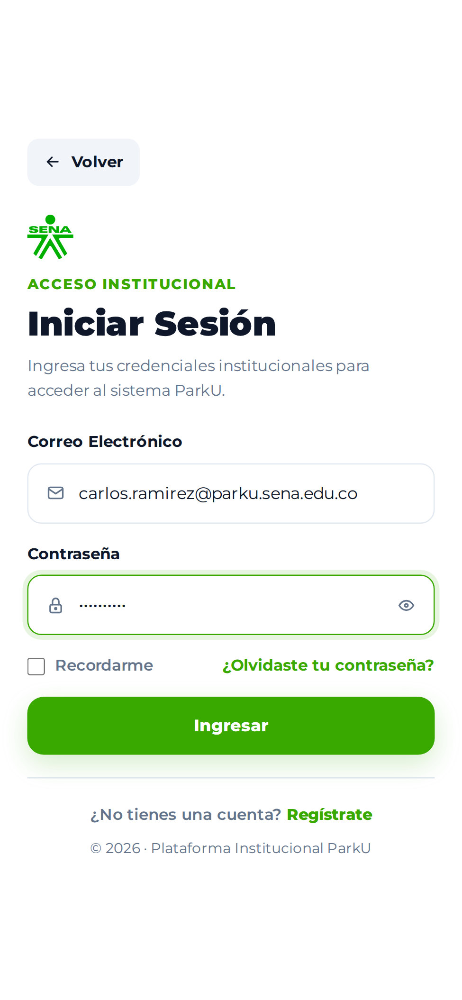 Volver
SENA
ACCESO INSTITUCIONAL
Iniciar Sesión
Ingresa tus credenciales institucionales para
acceder al sistema ParkU.
Correo Electrónico
carlos.ramirez@parku.sena.edu.co
Contraseña
••••••••••
Recordarme
¿Olvidaste tu contraseña?
Ingresar
¿No tienes una cuenta? Regístrate
© 2026 · Plataforma Institucional ParkU